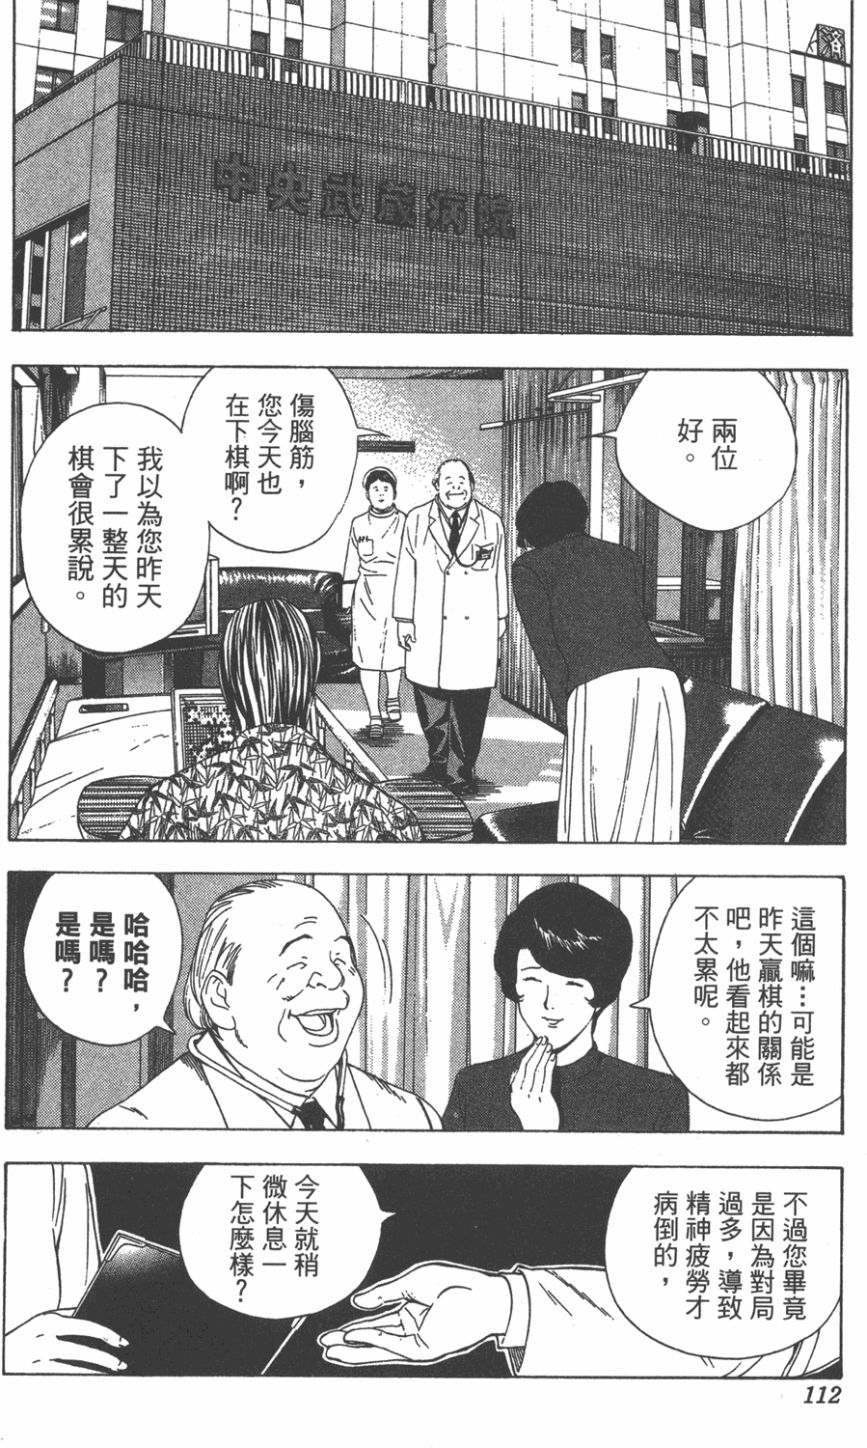 中央武蔵病院
兩位
好。
傷腦筋，
您今天也
在下棋啊？
我以為您昨天
下了一整天的
棋會很累說。
這個嘛…可能是
昨天贏棋的關係
吧，他看起來都
不太累呢。
哈哈哈，
是嗎？
是嗎？
不過您畢竟
是因為對局
過多，導致
精神疲勞才
病倒的，
今天就稍
微休息一
下怎麼樣？
112